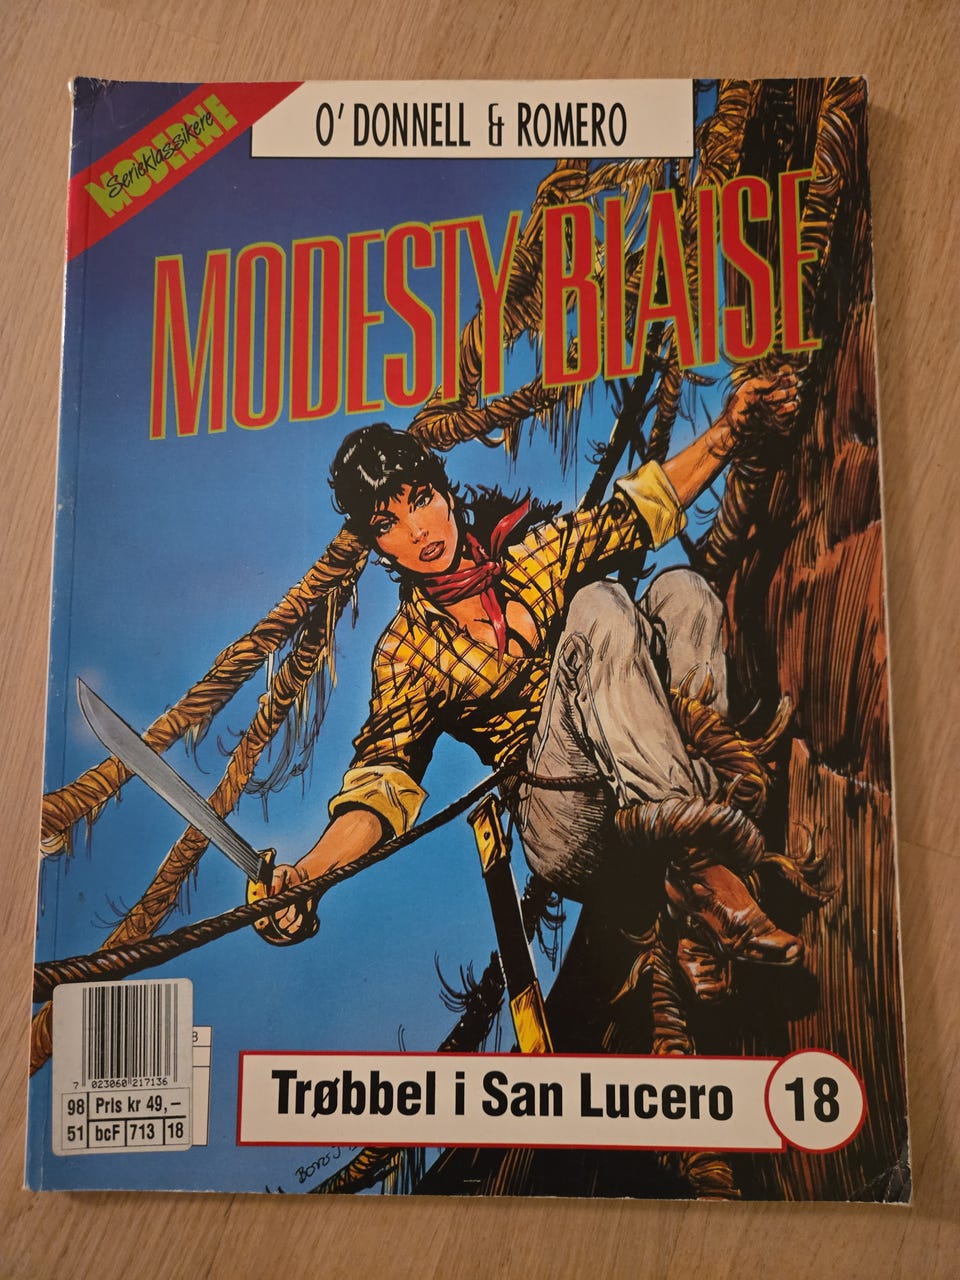 MODERNE
Serieklassikere
O' DONNELL & ROMERO
MODESTY BLAISE
7 023060 217136
98 Pris kr 49,–
51 bcF 713 18
Trøbbel i San Lucero
18